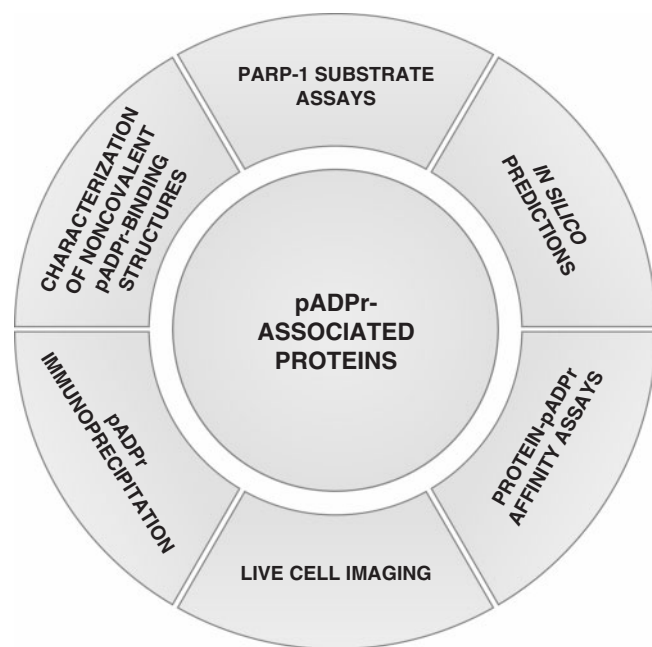 PARP-1 SUBSTRATE
ASSAYS
IN SILICO
PREDICTIONS
PROTEIN-pADPr
AFFINITY ASSAYS
LIVE CELL IMAGING
pADPr
IMMUNOPRECIPITATION
CHARACTERIZATION
OF NONCOVALENT
pADPr-BINDING
STRUCTURES
pADPr-
ASSOCIATED
PROTEINS